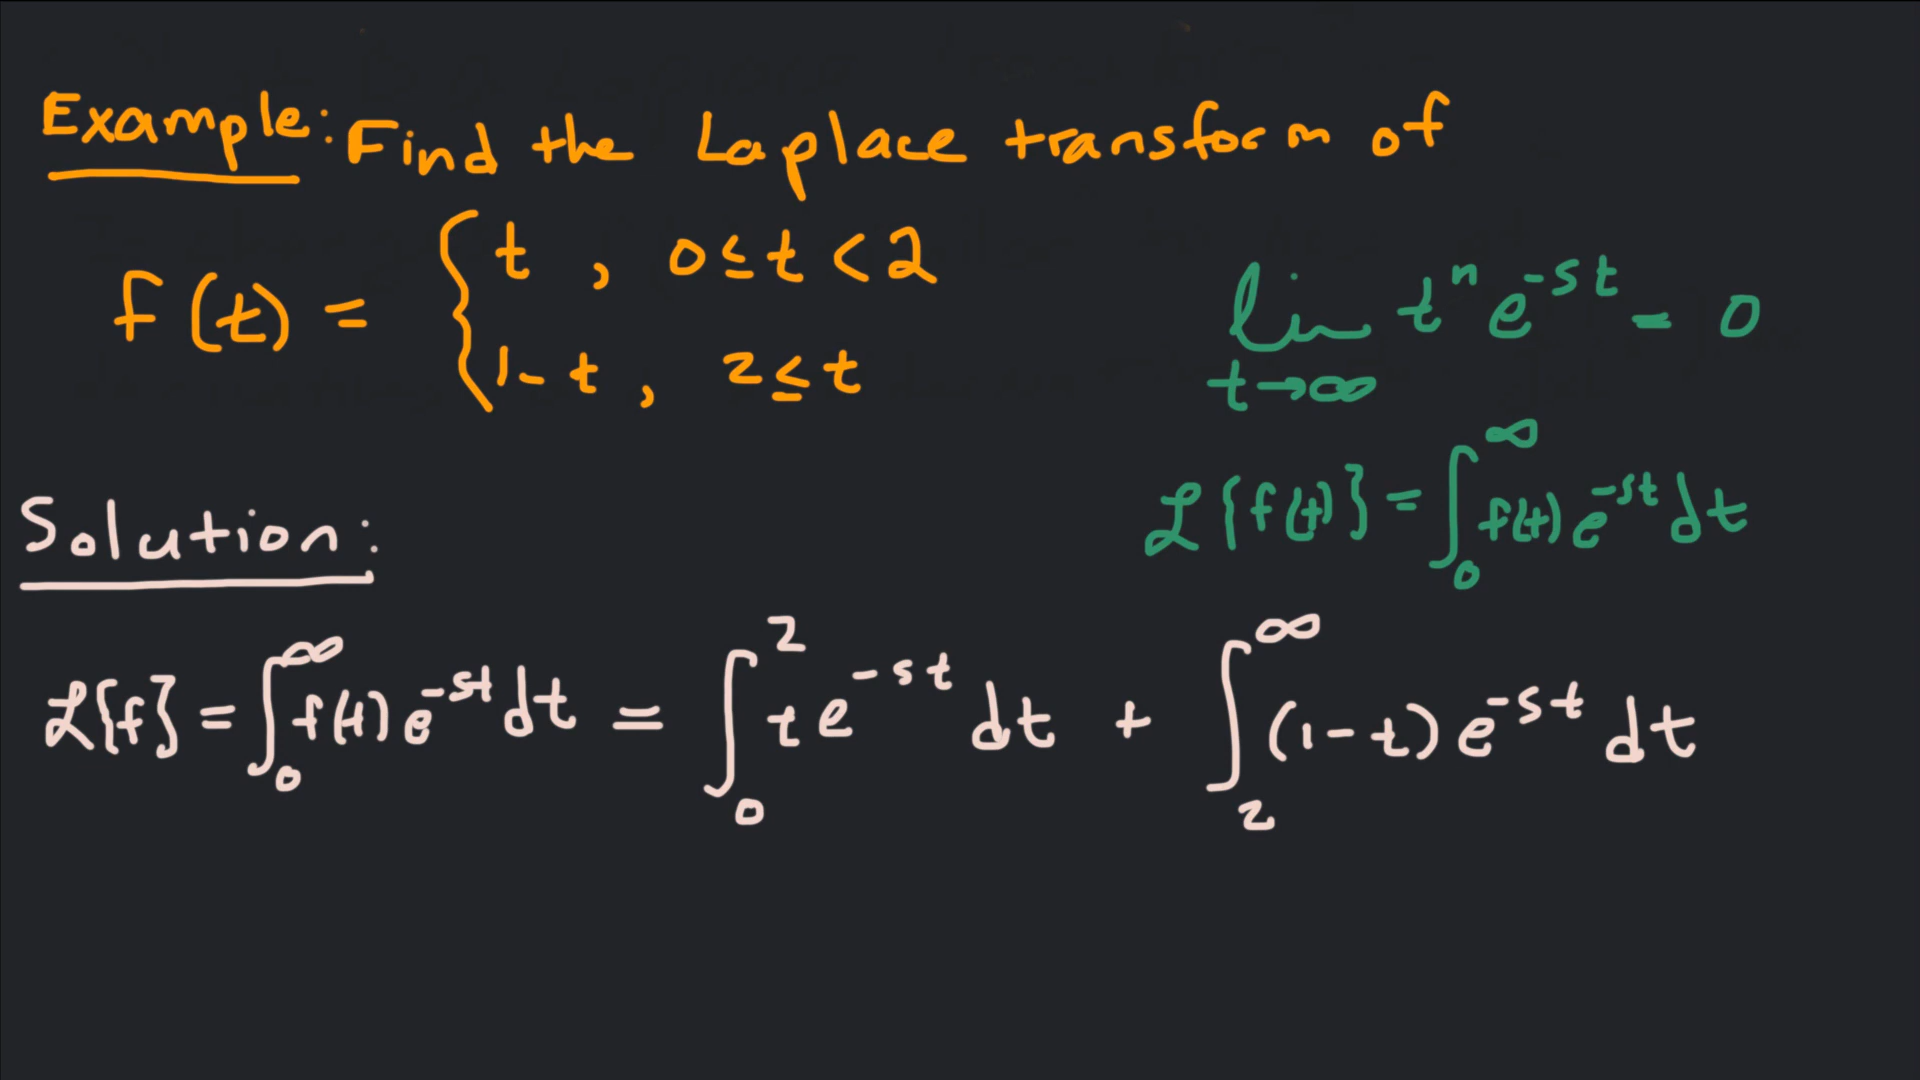 Example: Find the Laplace transform of
f(t) = { t , 0 ≤ t < 2
1-t , 2 ≤ t
lim t→∞ t^n e^{-st} = 0
ℒ{f(t)} = ∫_0^∞ f(t) e^{-st} dt
Solution:
ℒ{f} = ∫_0^∞ f(t) e^{-st} dt = ∫_0^2 t e^{-st} dt + ∫_2^∞ (1-t) e^{-st} dt